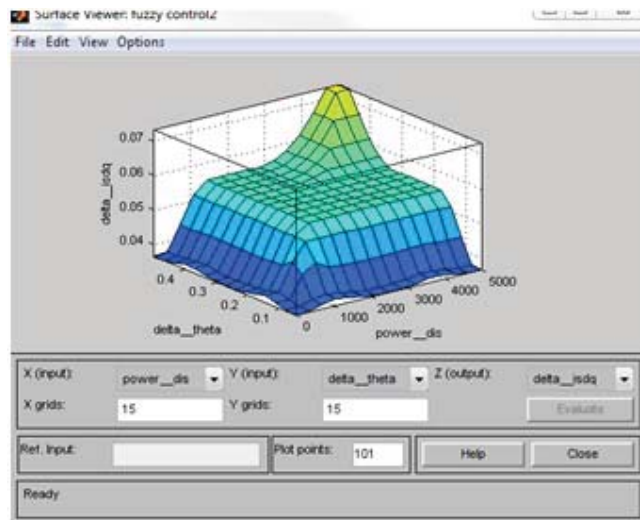 Surface Viewer: fuzzy control2
File Edit View Options
0.07
0.06
0.05
0.04
delta__isdq
0.4
0.3
0.2
0.1
delta__theta
0
1000
2000
3000
4000
5000
power__dis
X (input): power__dis Y (input): delta__theta Z (output): delta__isdq
X grids: 15 Y grids: 15 Evaluate
Ref. Input: Plot points: 101 Help Close
Ready